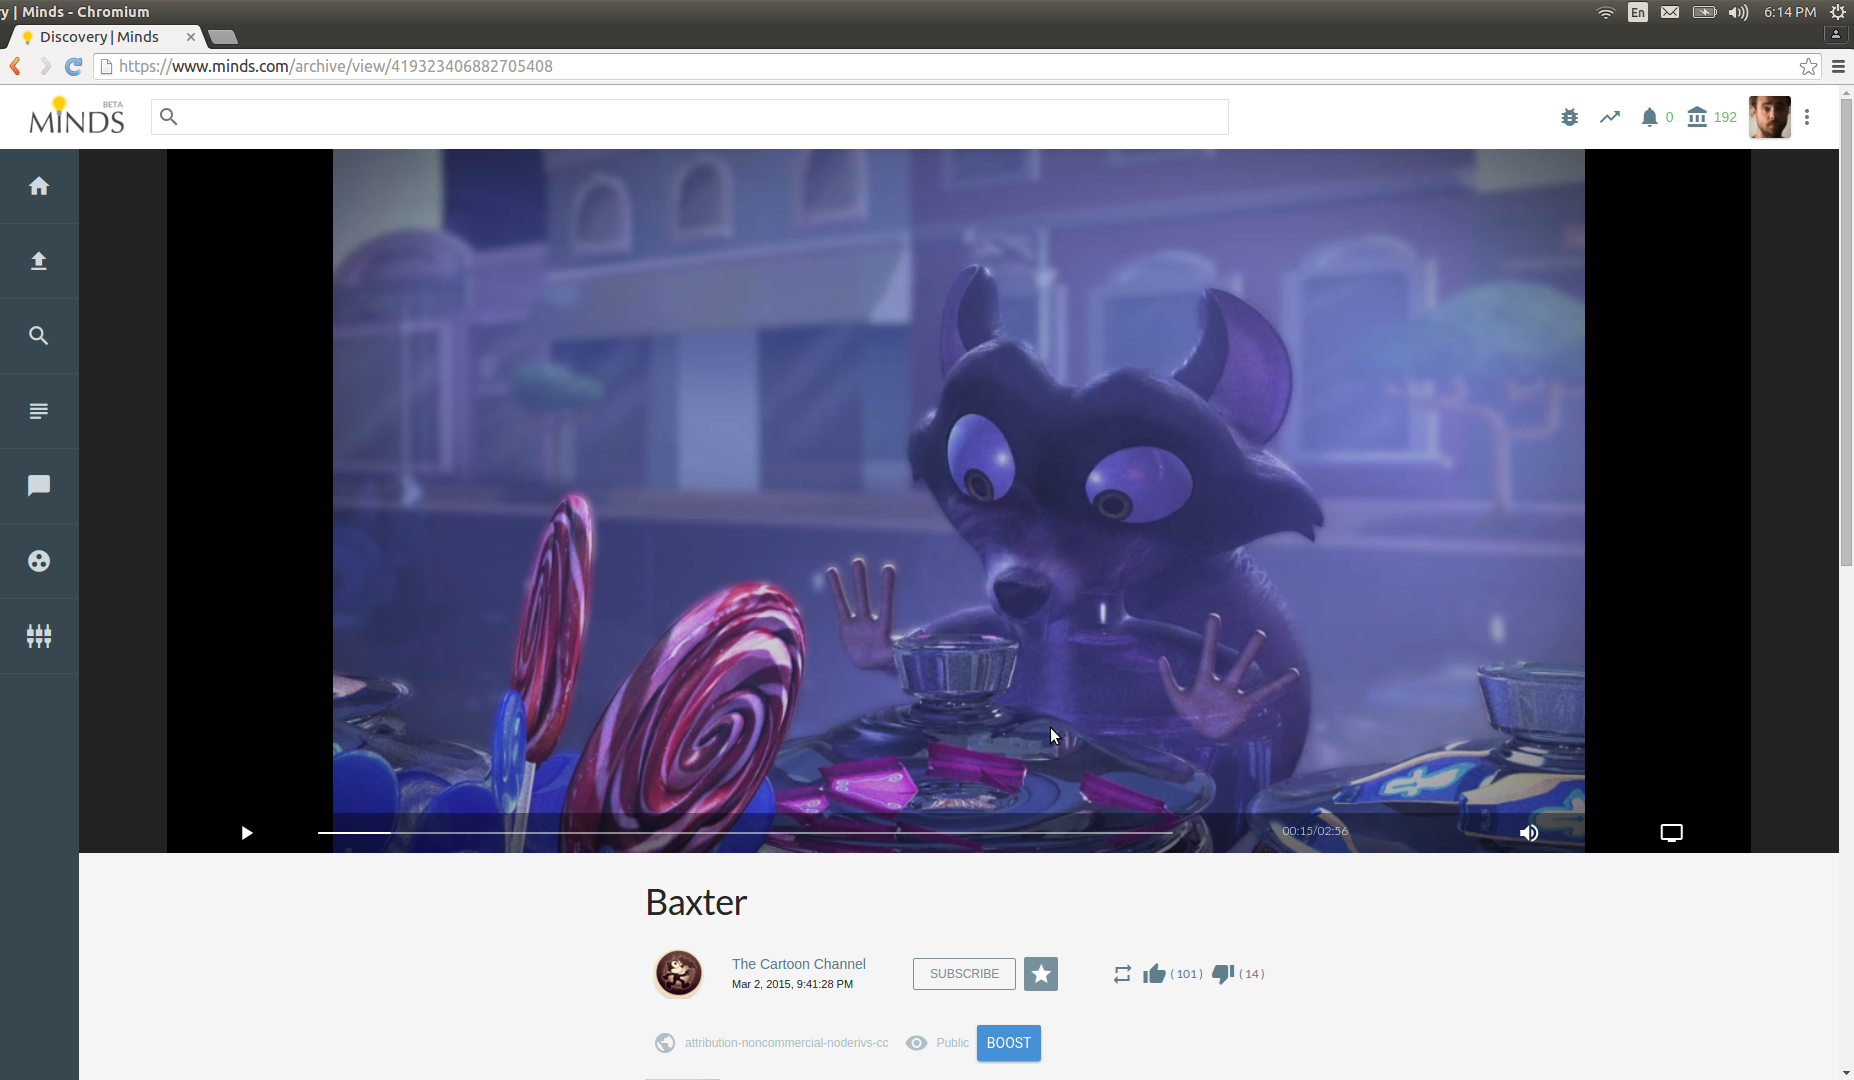 y | Minds - Chromium
En
6:14 PM
Discovery | Minds
https://www.minds.com/archive/view/419323406882705408
BETA
MINDS
0
192
00:15/02:56
Baxter
The Cartoon Channel
Mar 2, 2015, 9:41:28 PM
SUBSCRIBE
( 101 )
( 14 )
attribution-noncommercial-noderivs-cc
Public
BOOST